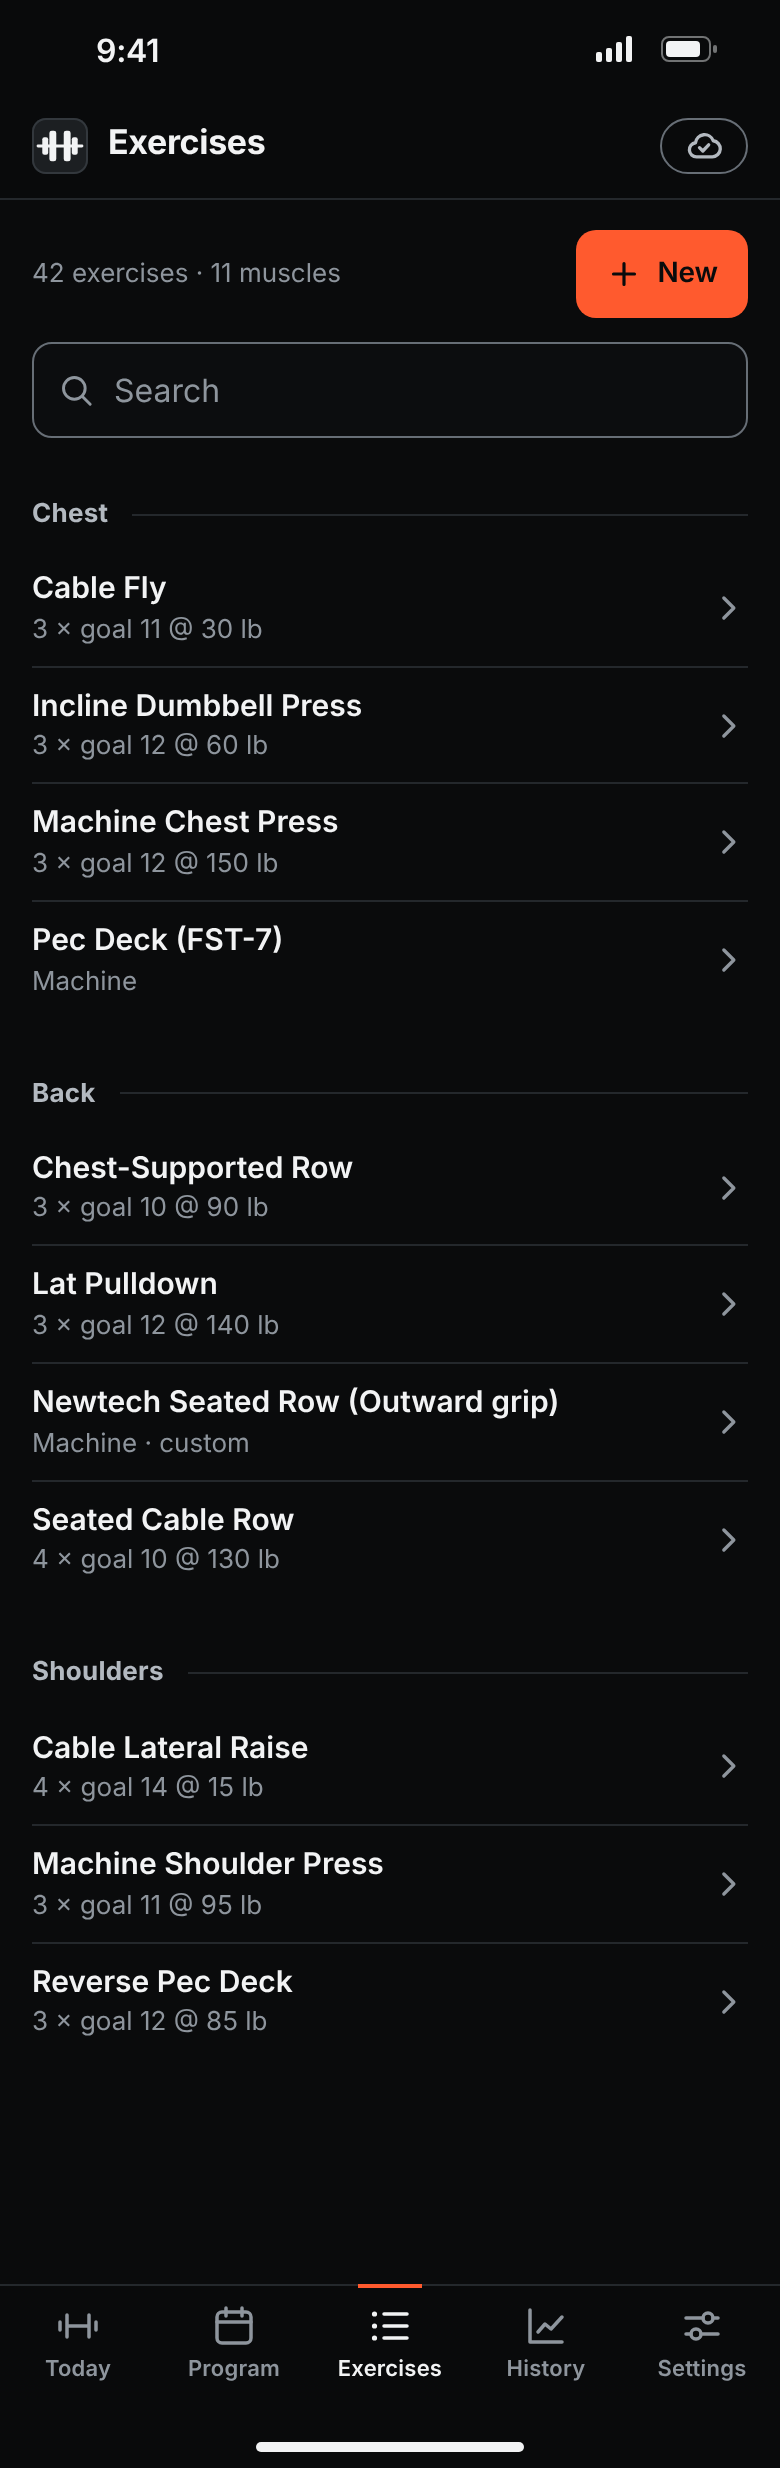 9:41
Exercises
42 exercises · 11 muscles
New
Search
Chest
Cable Fly
3 × goal 11 @ 30 lb
Incline Dumbbell Press
3 × goal 12 @ 60 lb
Machine Chest Press
3 × goal 12 @ 150 lb
Pec Deck (FST-7)
Machine
Back
Chest-Supported Row
3 × goal 10 @ 90 lb
Lat Pulldown
3 × goal 12 @ 140 lb
Newtech Seated Row (Outward grip)
Machine · custom
Seated Cable Row
4 × goal 10 @ 130 lb
Shoulders
Cable Lateral Raise
4 × goal 14 @ 15 lb
Machine Shoulder Press
3 × goal 11 @ 95 lb
Reverse Pec Deck
3 × goal 12 @ 85 lb
Today Program Exercises History Settings